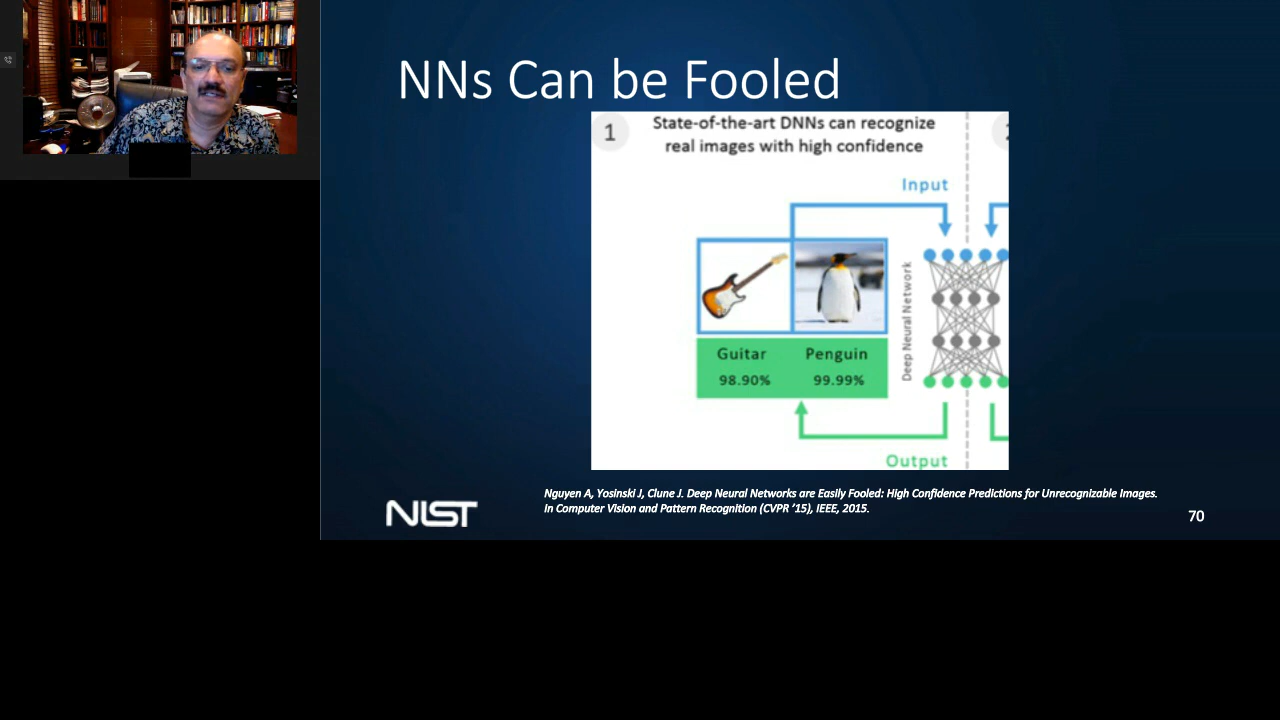 NNs Can be Fooled
1
State-of-the-art DNNs can recognize
real images with high confidence
Input
Deep Neural Network
Guitar
Penguin
98.90%
99.99%
Output
Nguyen A, Yosinski J, Clune J. Deep Neural Networks are Easily Fooled: High Confidence Predictions for Unrecognizable Images.
In Computer Vision and Pattern Recognition (CVPR ’15), IEEE, 2015.
NIST
70